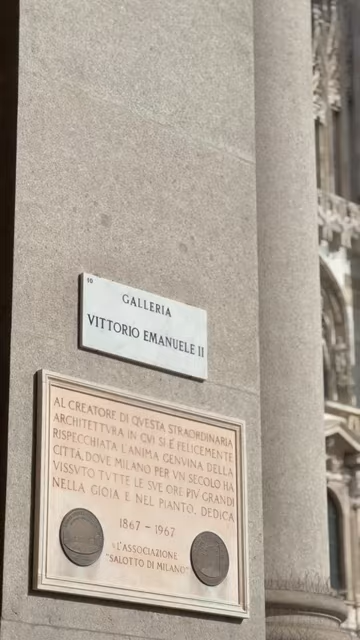 10
GALLERIA
VITTORIO EMANUELE II
AL CREATORE DI QVESTA STRAORDINARIA
ARCHITETTVRA IN CVI SI È FELICEMENTE
RISPECCHIATA L'ANIMA GENVINA DELLA
CITTÀ, DOVE MILANO PER VN SECOLO HA
VISSVTO TVTTE LE SVE ORE PIV GRANDI
NELLA GIOIA E NEL PIANTO, DEDICA
1867 – 1967
L'ASSOCIAZIONE
"SALOTTO DI MILANO"